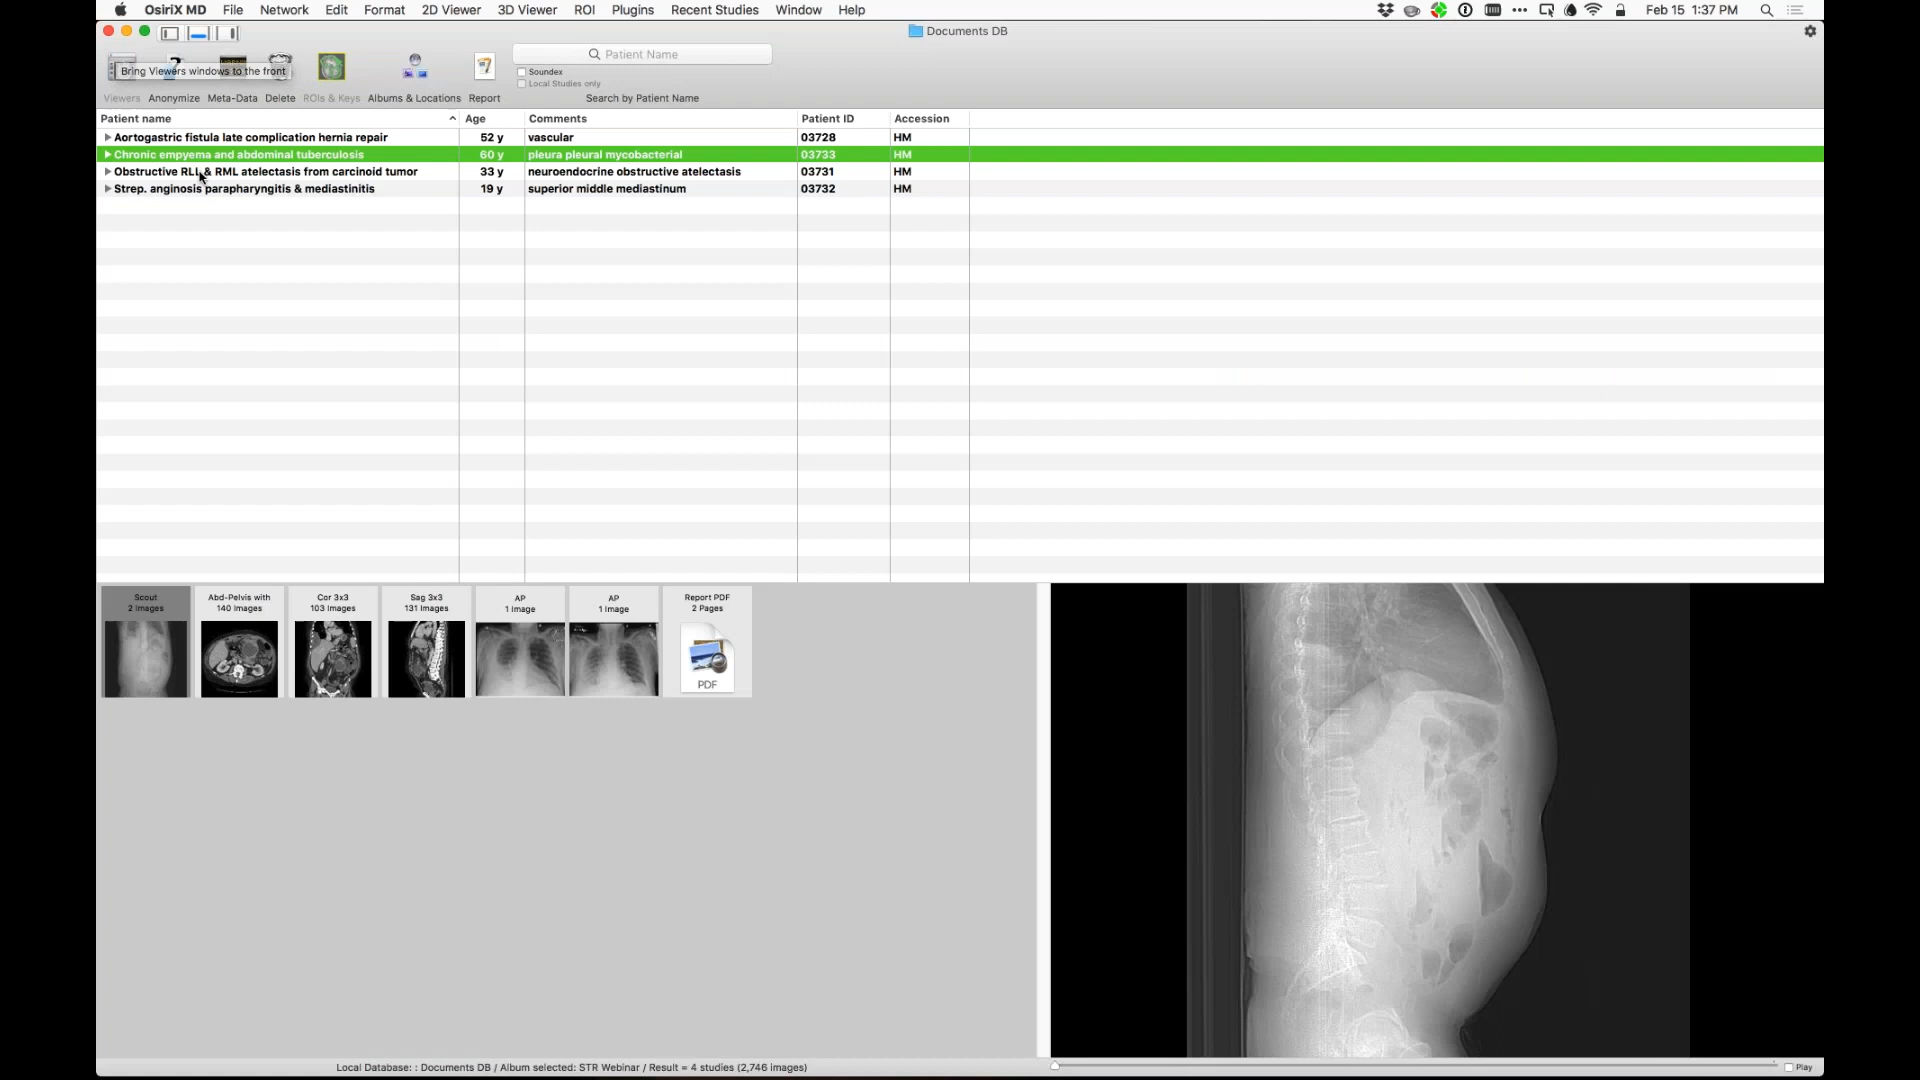 OsiriX MD File Network Edit Format 2D Viewer 3D Viewer ROI Plugins Recent Studies Window Help Feb 15 1:37 PM
Documents DB
Patient Name
Bring Viewers windows to the front
Soundex
Local Studies only
Viewers Anonymize Meta-Data Delete ROIs & Keys Albums & Locations Report Search by Patient Name
Patient name Age Comments Patient ID Accession
Aortogastric fistula late complication hernia repair 52 y vascular 03728 HM
Chronic empyema and abdominal tuberculosis 60 y pleura pleural mycobacterial 03733 HM
Obstructive RLL & RML atelectasis from carcinoid tumor 33 y neuroendocrine obstructive atelectasis 03731 HM
Strep. anginosis parapharyngitis & mediastinitis 19 y superior middle mediastinum 03732 HM
Scout Abd-Pelvis with Cor 3x3 Sag 3x3 AP AP Report PDF
2 Images 140 Images 103 Images 131 Images 1 Image 1 Image 2 Pages
PDF
Local Database: : Documents DB / Album selected: STR Webinar / Result = 4 studies (2,746 images)
Play